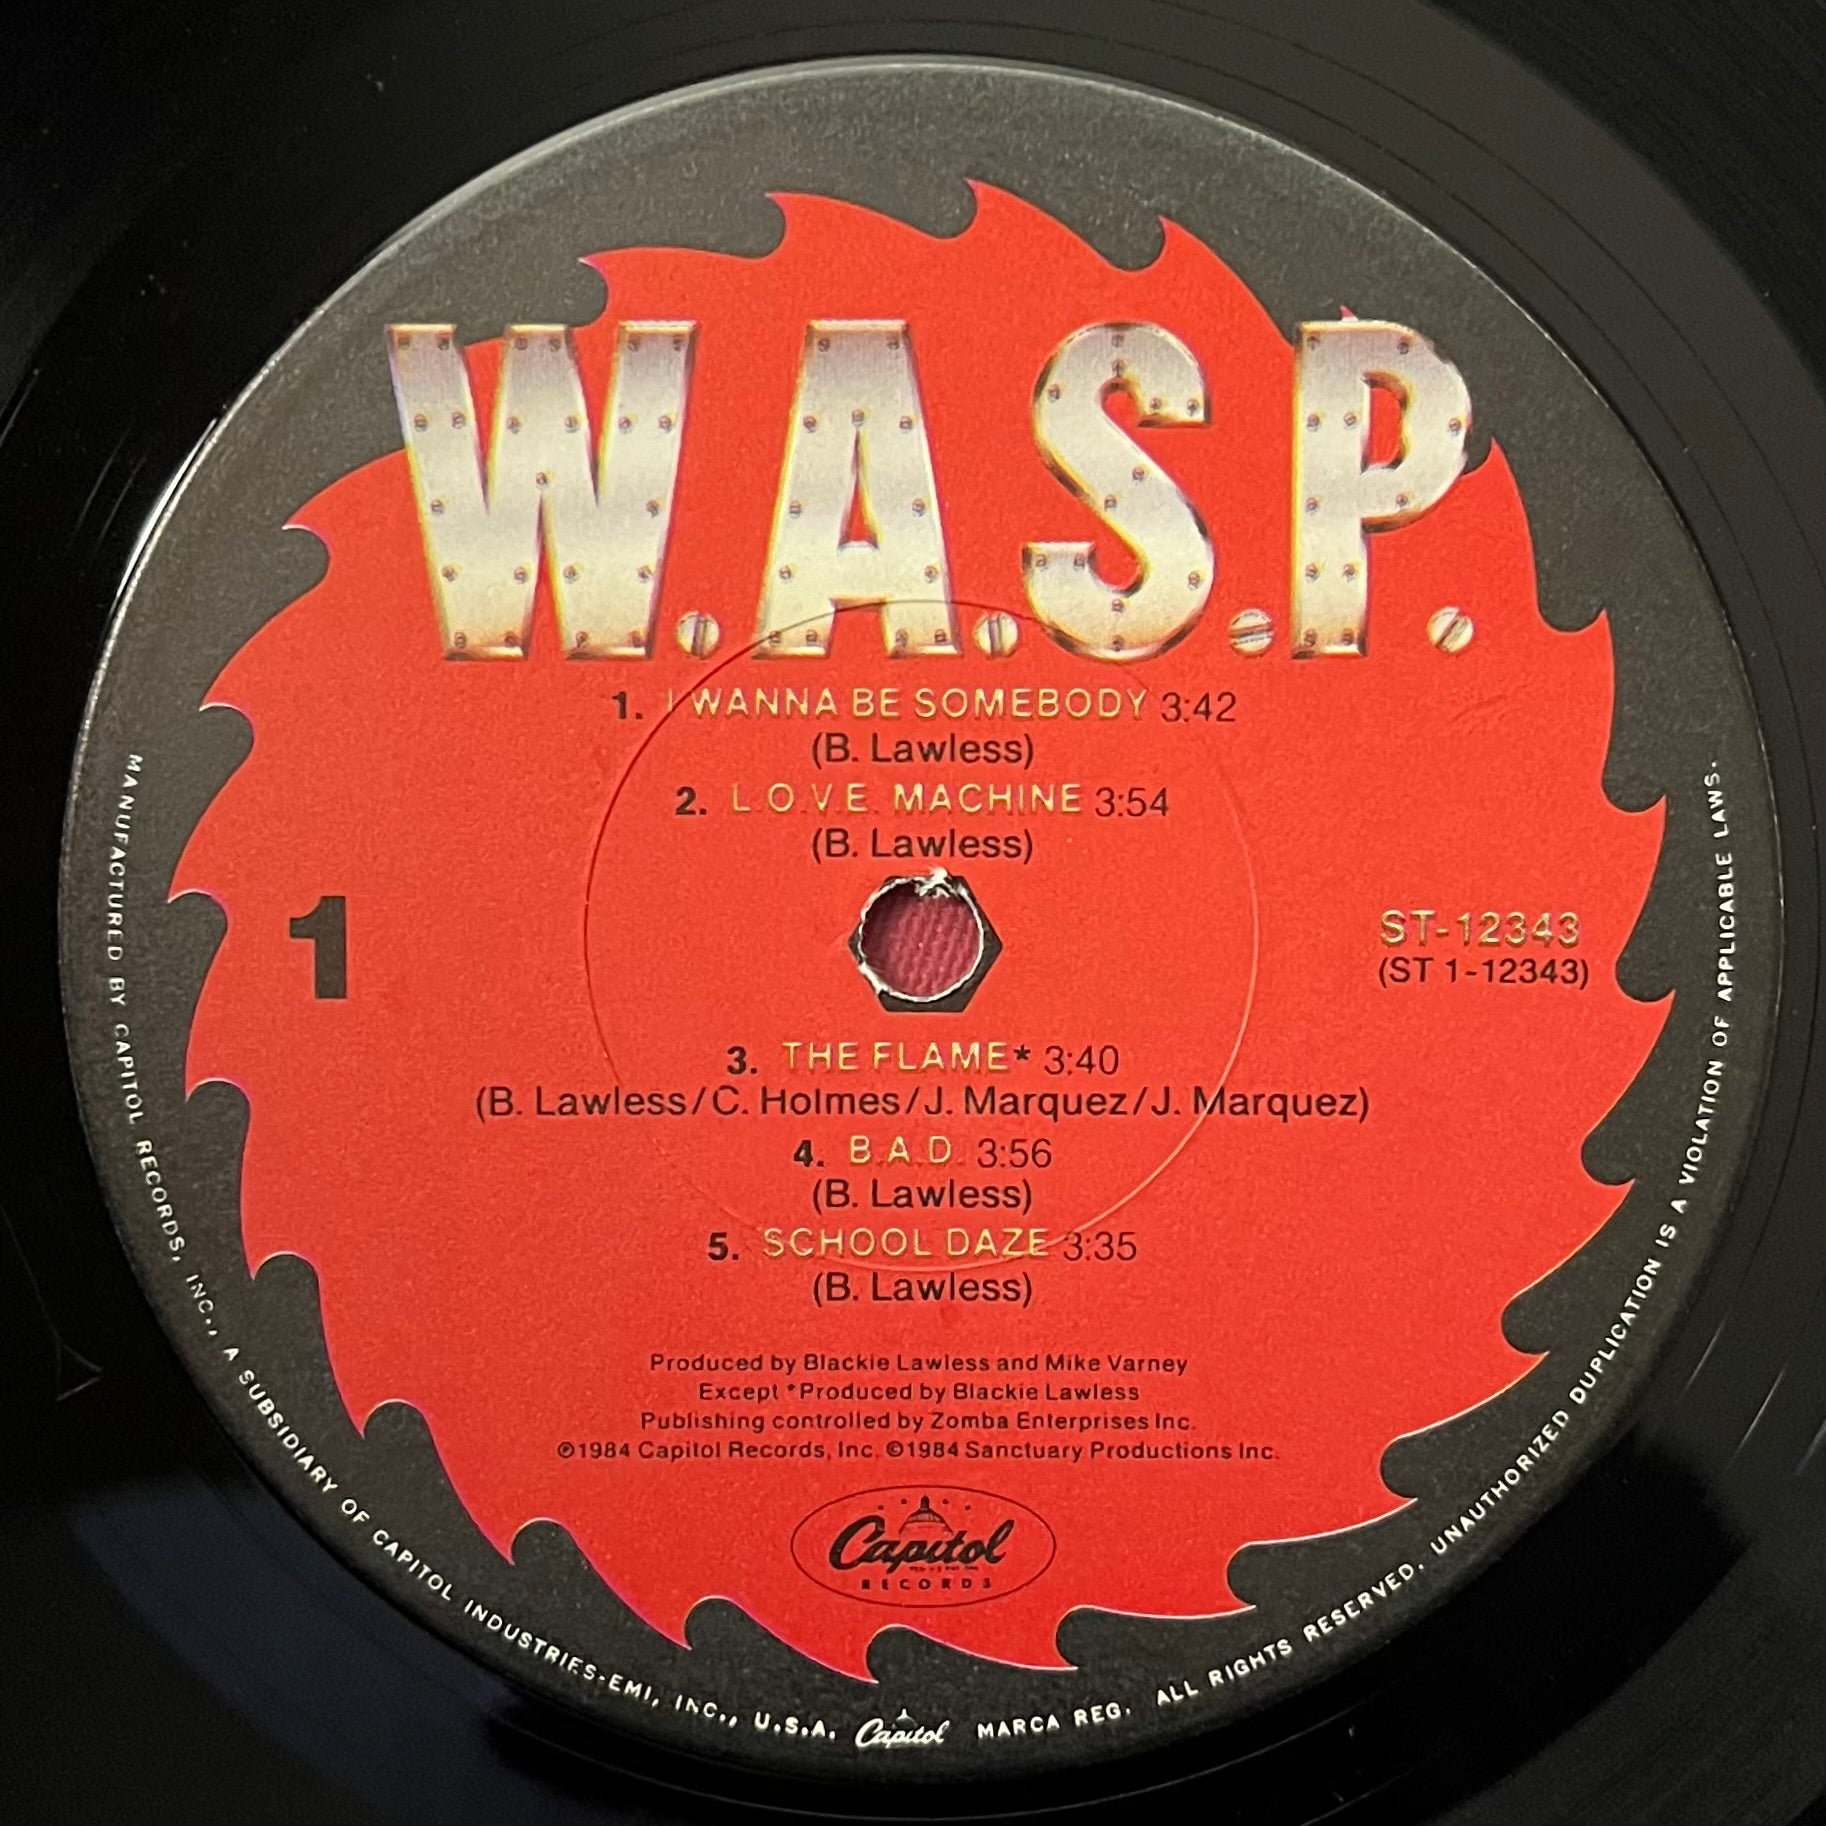 W.A.S.P.
1. I WANNA BE SOMEBODY 3:42
(B. Lawless)
2. L.O.V.E. MACHINE 3:54
(B. Lawless)
1
ST-12343
(ST 1-12343)
3. THE FLAME* 3:40
(B. Lawless/C. Holmes/J. Marquez/J. Marquez)
4. B.A.D. 3:56
(B. Lawless)
5. SCHOOL DAZE 3:35
(B. Lawless)
Produced by Blackie Lawless and Mike Varney
Except *Produced by Blackie Lawless
Publishing controlled by Zomba Enterprises Inc.
℗1984 Capitol Records, Inc. ©1984 Sanctuary Productions Inc.
Capitol
RECORDS
MANUFACTURED BY CAPITOL RECORDS, INC., A SUBSIDIARY OF CAPITOL INDUSTRIES-EMI, INC., U.S.A. Capitol MARCA REG. ALL RIGHTS RESERVED. UNAUTHORIZED DUPLICATION IS A VIOLATION OF APPLICABLE LAWS.